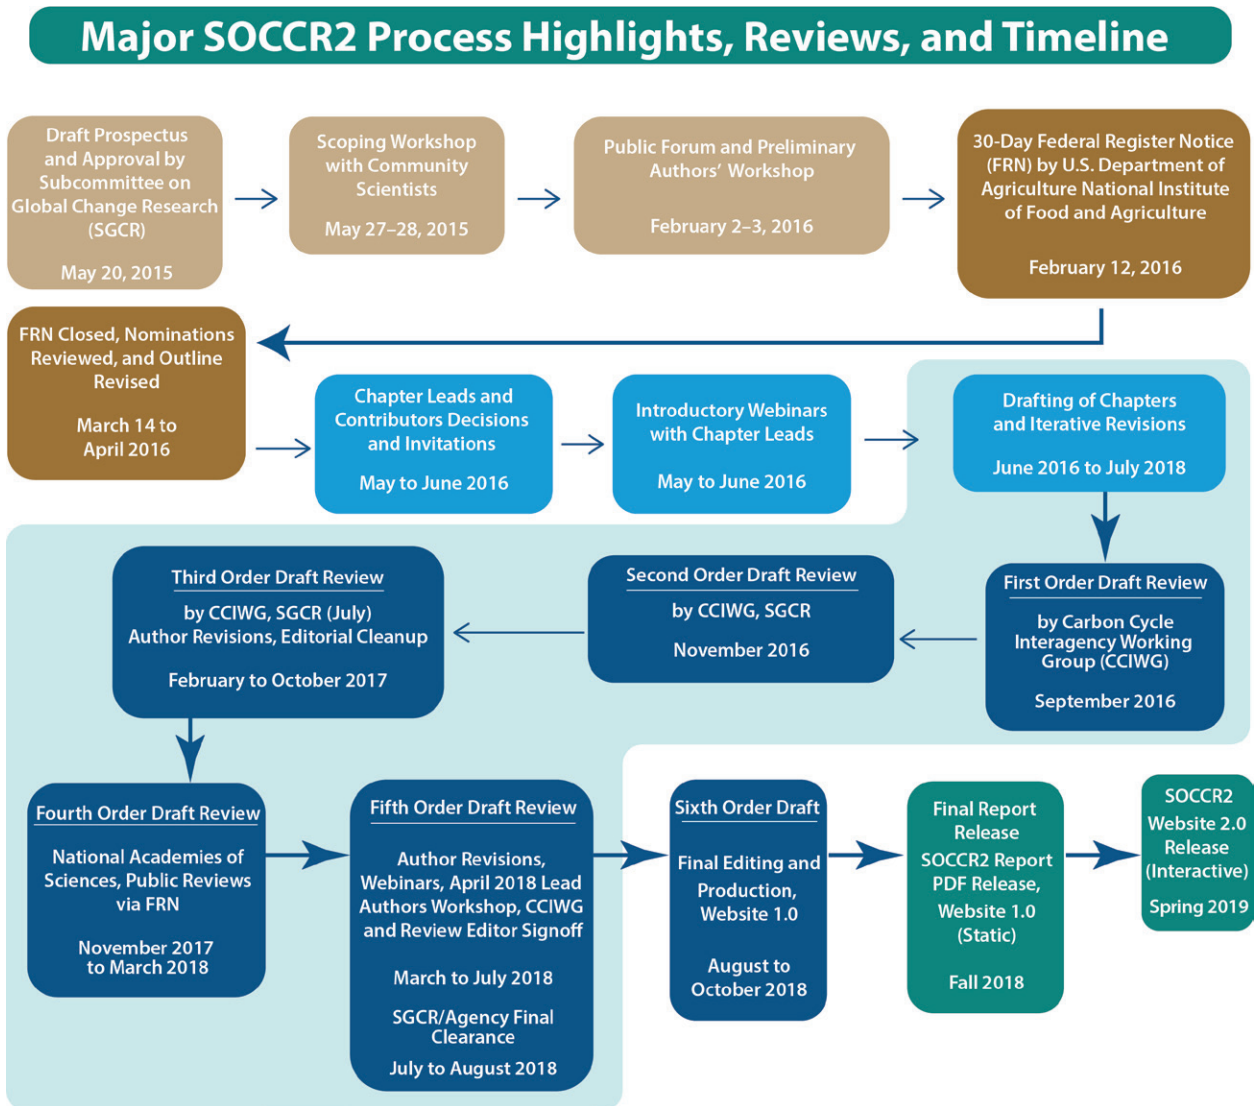 Major SOCCR2 Process Highlights, Reviews, and Timeline
Draft Prospectus
and Approval by
Subcommittee on
Global Change Research
(SGCR)
May 20, 2015
Scoping Workshop
with Community
Scientists
May 27–28, 2015
Public Forum and Preliminary
Authors’ Workshop
February 2–3, 2016
30-Day Federal Register Notice
(FRN) by U.S. Department of
Agriculture National Institute
of Food and Agriculture
February 12, 2016
FRN Closed, Nominations
Reviewed, and Outline
Revised
March 14 to
April 2016
Chapter Leads and
Contributors Decisions
and Invitations
May to June 2016
Introductory Webinars
with Chapter Leads
May to June 2016
Drafting of Chapters
and Iterative Revisions
June 2016 to July 2018
First Order Draft Review
by Carbon Cycle
Interagency Working
Group (CCIWG)
September 2016
Second Order Draft Review
by CCIWG, SGCR
November 2016
Third Order Draft Review
by CCIWG, SGCR (July)
Author Revisions, Editorial Cleanup
February to October 2017
Fourth Order Draft Review
National Academies of
Sciences, Public Reviews
via FRN
November 2017
to March 2018
Fifth Order Draft Review
Author Revisions,
Webinars, April 2018 Lead
Authors Workshop, CCIWG
and Review Editor Signoff
March to July 2018
SGCR/Agency Final
Clearance
July to August 2018
Sixth Order Draft
Final Editing and
Production,
Website 1.0
August to
October 2018
Final Report
Release
SOCCR2 Report
PDF Release,
Website 1.0
(Static)
Fall 2018
SOCCR2
Website 2.0
Release
(Interactive)
Spring 2019